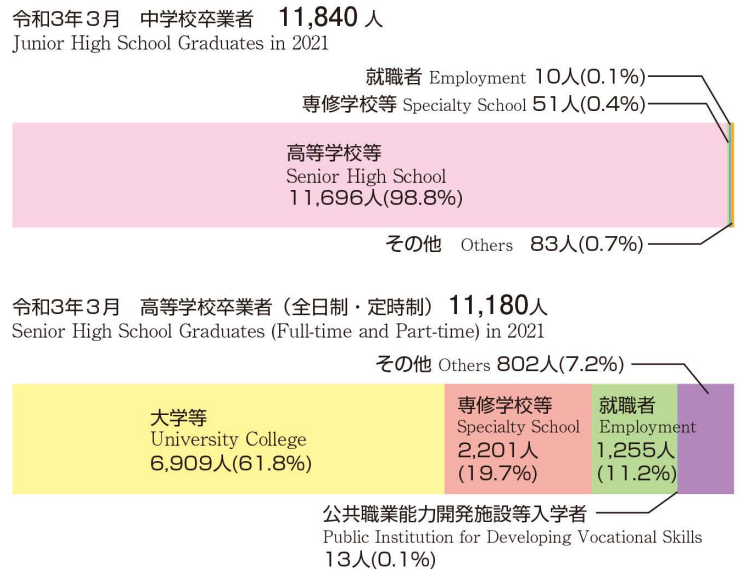 令和3年3月　中学校卒業者　11,840 人
Junior High School Graduates in 2021
就職者 Employment 10人(0.1%)
専修学校等 Specialty School 51人(0.4%)
高等学校等
Senior High School
11,696人(98.8%)
その他　Others　83人(0.7%)
令和3年3月　高等学校卒業者（全日制・定時制）11,180人
Senior High School Graduates (Full-time and Part-time) in 2021
その他 Others 802人(7.2%)
大学等
University College
6,909人(61.8%)
専修学校等
Specialty School
2,201人
(19.7%)
就職者
Employment
1,255人
(11.2%)
公共職業能力開発施設等入学者
Public Institution for Developing Vocational Skills
13人(0.1%)